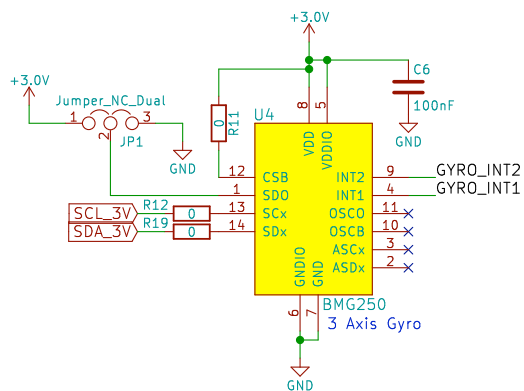 +3.0V
+3.0V
C6
100nF
GND
Jumper_NC_Dual
1
2
3
JP1
GND
0
R11
U4
8
5
VDD
VDDIO
12
CSB
INT2
9
GYRO_INT2
1
SDO
INT1
4
GYRO_INT1
SCL_3V
R12
0
13
SCx
OSCO
11
SDA_3V
R19
0
14
SDx
OSCB
10
ASCx
3
ASDx
2
GNDIO
GND
6
7
BMG250
3 Axis Gyro
GND